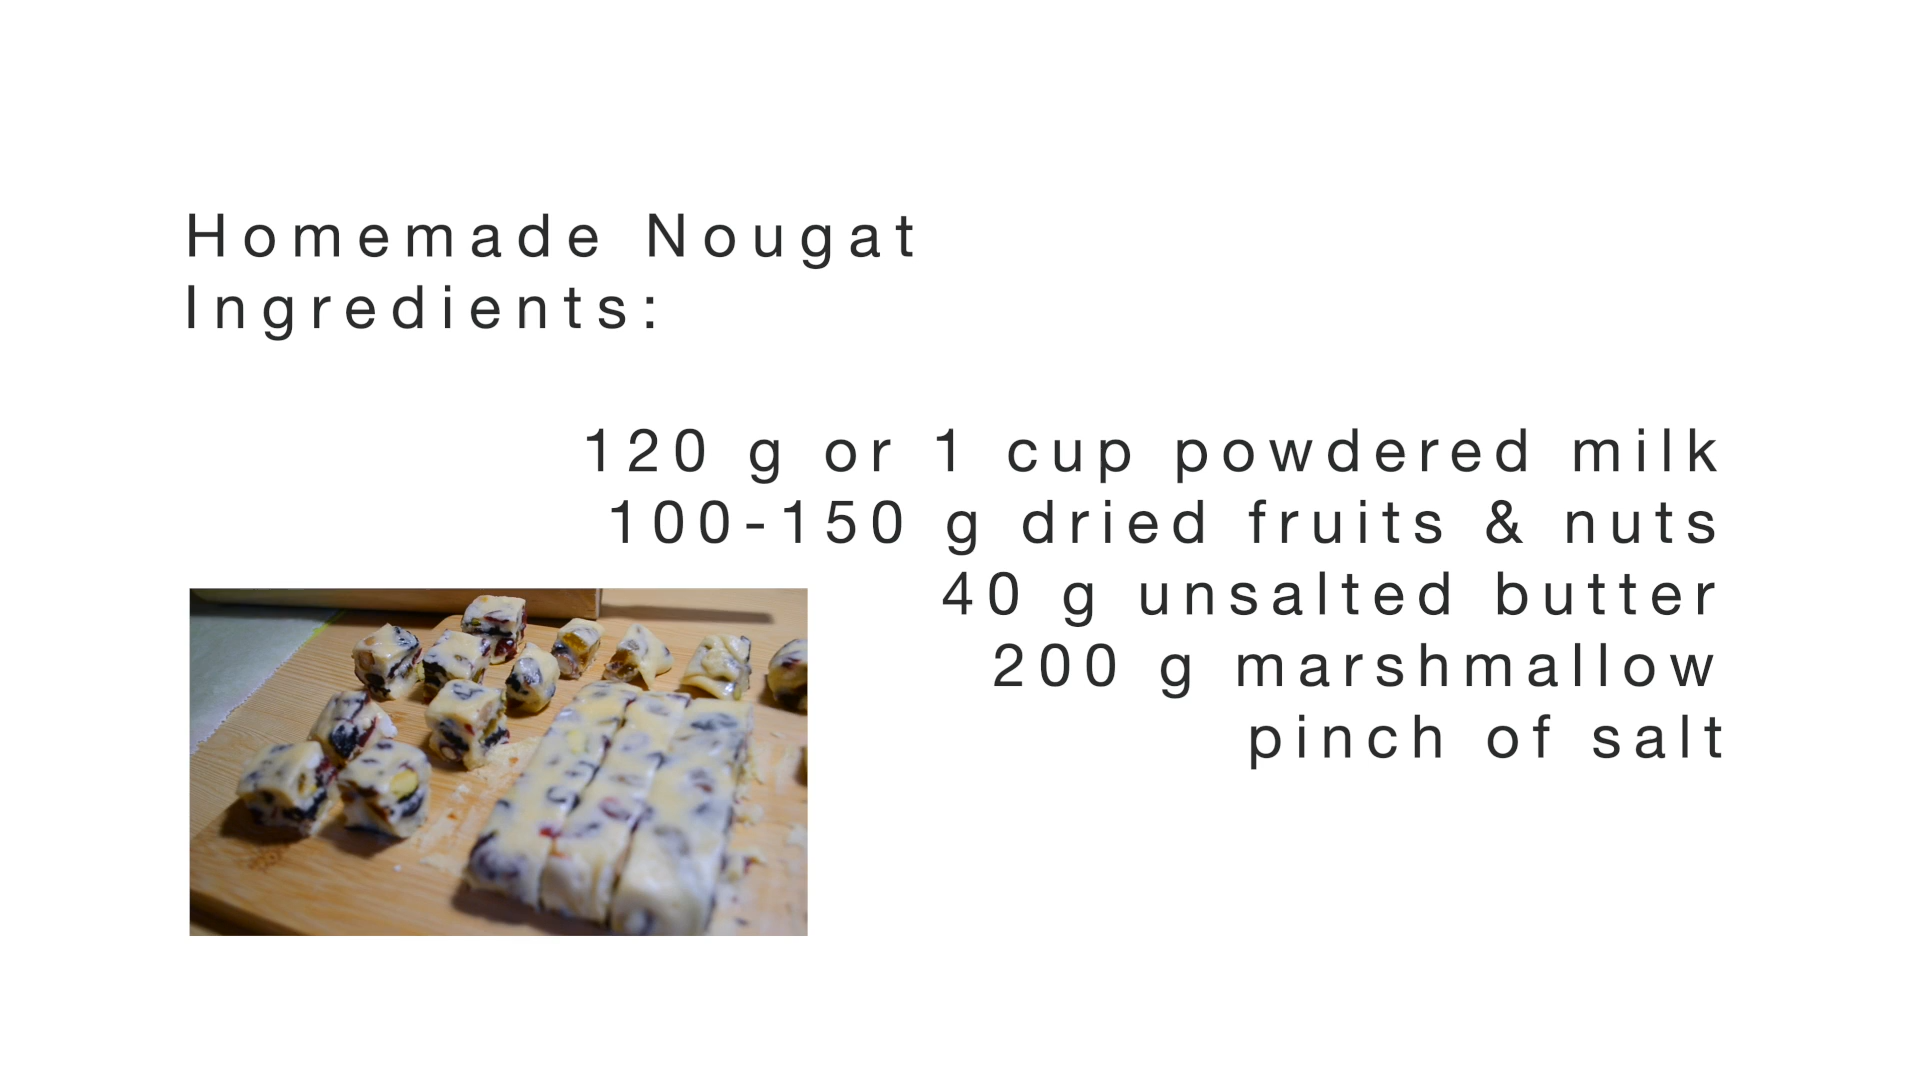 Homemade Nougat
Ingredients:
120 g or 1 cup powdered milk
100-150 g dried fruits & nuts
40 g unsalted butter
200 g marshmallow
pinch of salt